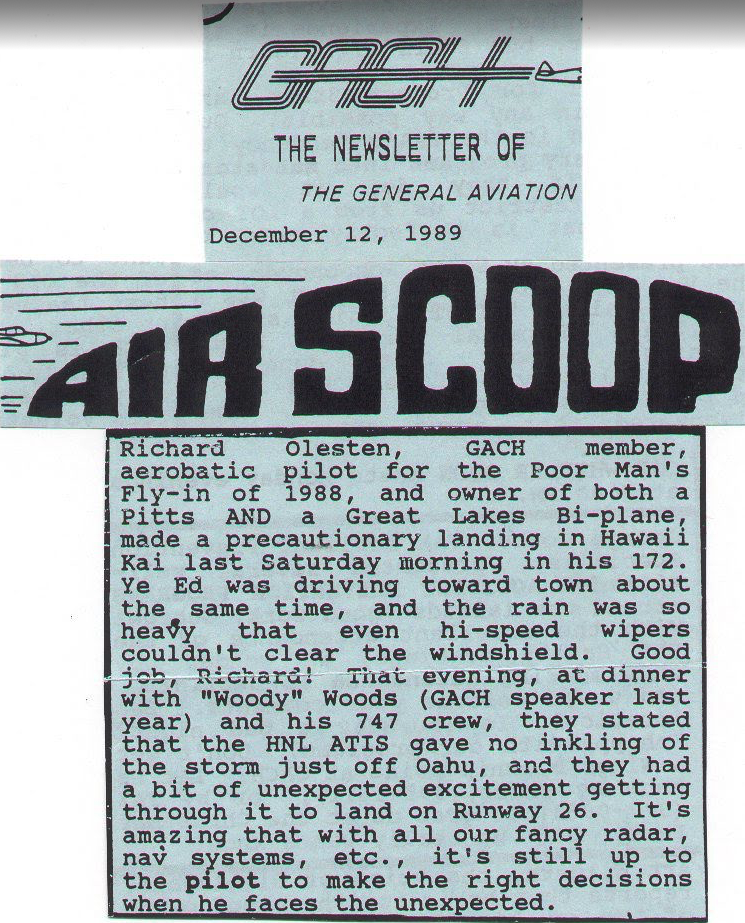 GACH
THE NEWSLETTER OF
THE GENERAL AVIATION
December 12, 1989
AIR SCOOP
Richard Olesten, GACH member,
aerobatic pilot for the Poor Man's
Fly-in of 1988, and owner of both a
Pitts AND a Great Lakes Bi-plane,
made a precautionary landing in Hawaii
Kai last Saturday morning in his 172.
Ye Ed was driving toward town about
the same time, and the rain was so
heavy that even hi-speed wipers
couldn't clear the windshield. Good
job, Richard! That evening, at dinner
with "Woody" Woods (GACH speaker last
year) and his 747 crew, they stated
that the HNL ATIS gave no inkling of
the storm just off Oahu, and they had
a bit of unexpected excitement getting
through it to land on Runway 26. It's
amazing that with all our fancy radar,
nav systems, etc., it's still up to
the pilot to make the right decisions
when he faces the unexpected.